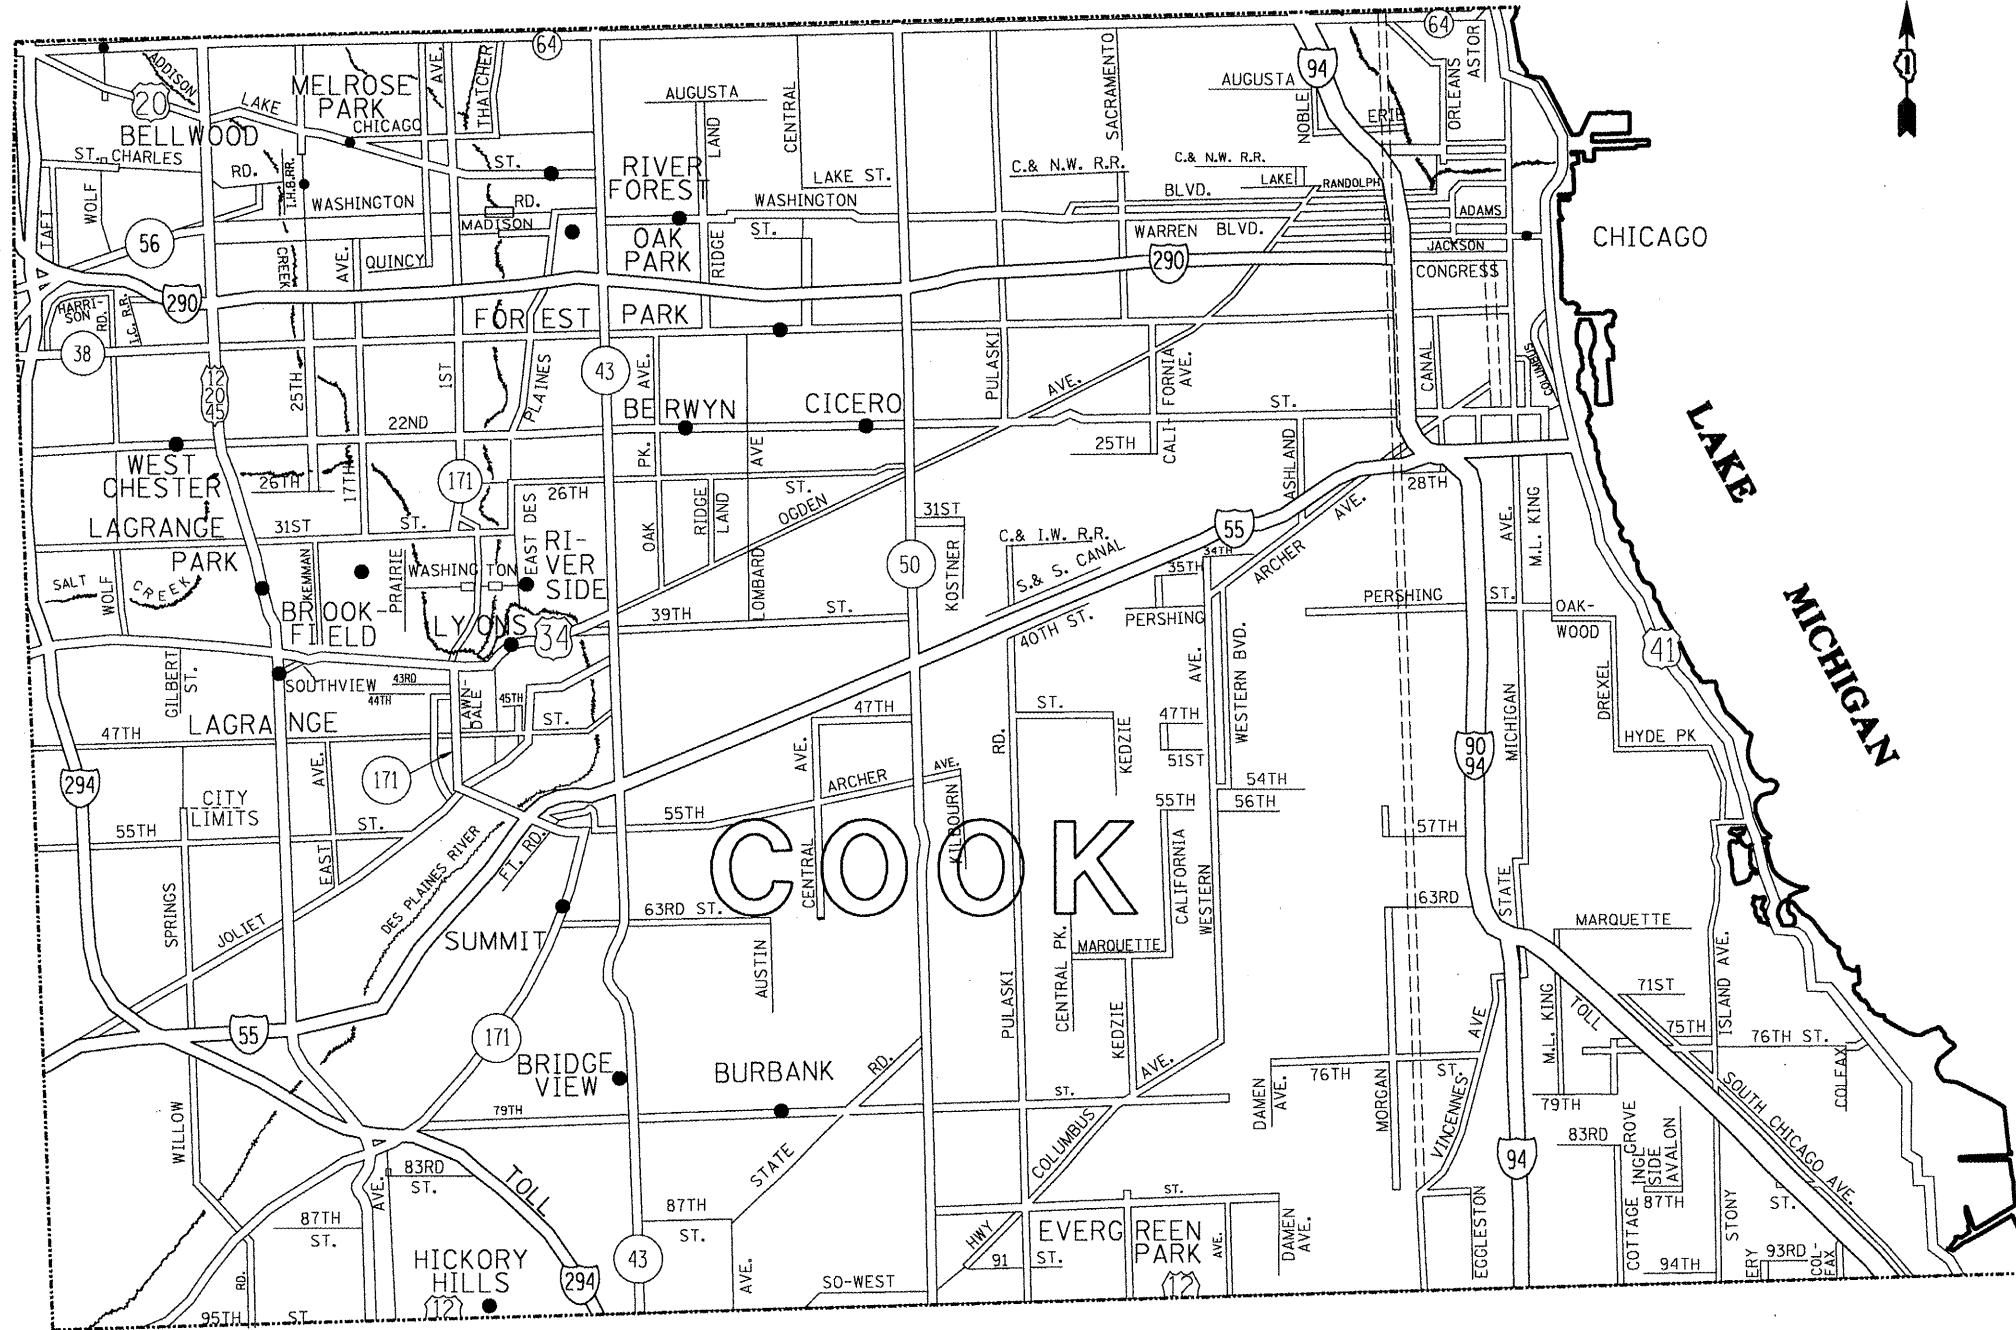 64
64
94
ADDISON
20
LAKE
MELROSE
PARK
CHICAGO
AVE.
THATCHER
AUGUSTA
LAND
CENTRAL
SACRAMENTO
AUGUSTA
NOBLE
ERIE
ORLEANS
ASTOR
BELLWOOD
ST. CHARLES
RD.
I.H.B.RR.
ST.
RIVER
FOREST
LAKE ST.
C.& N.W. R.R.
C.& N.W. R.R.
LAKE
RANDOLPH
BLVD.
TAFT
WOLF
56
WASHINGTON
RD.
MADISON
WASHINGTON
ST.
WARREN BLVD.
ADAMS
JACKSON
CONGRESS
CHICAGO
CREEK
AVE.
QUINCY
OAK
PARK
RIDGE
290
290
HARRI-
SON
RD.
I.C. R.R.
FOREST PARK
38
12
20
45
25TH
1ST
PLAINES
43
AVE.
PULASKI
AVE.
CALI-
FORNIA
AVE.
CANAL
COLUMBUS
BERWYN
CICERO
ST.
22ND
25TH
LAKE
MICHIGAN
WEST
CHESTER
26TH
17TH
171
26TH
PK.
AVE
ST.
OGDEN
ASHLAND
28TH
LAGRANGE
PARK
31ST
ST.
EAST DES
RI-
VER
SIDE
OAK
RIDGE
LAND
31ST
50
C.& I.W. R.R.
S.& S. CANAL
55
AVE.
ARCHER
34TH
35TH
AVE.
M.L. KING
KEMMAN
PRAIRIE
WASHINGTON
LOMBARD
KOSTNER
SALT
CREEK
WOLF
BROOK-
FIELD
LYONS
34
39TH
ST.
40TH ST.
PERSHING
PERSHING
ST.
OAK-
WOOD
41
GILBERT
ST.
SOUTHVIEW
43RD
44TH
45TH
DALE
AVE.
WESTERN BVD.
DREXEL
LAGRANGE
47TH
ST.
47TH
ST.
KEDZIE
47TH
51ST
MICHIGAN
HYDE PK
294
171
AVE.
AVE.
RD.
90
94
CITY
LIMITS
ARCHER
AVE.
54TH
55TH
56TH
55TH
ST.
55TH
COOK
57TH
EAST
DES PLAINES RIVER
FT. RD.
CENTRAL
KILBOURN
CALIFORNIA
WESTERN
SPRINGS
JOLIET
SUMMIT
63RD ST.
AUSTIN
63RD
STATE
MARQUETTE
MARQUETTE
PULASKI
CENTRAL PK.
KEDZIE
ISLAND AVE.
55
171
71ST
TOLL
75TH
76TH ST.
M.L. KING
BRIDGE
VIEW
BURBANK
RD.
AVE.
76TH
ST.
AVE
COLFAX
WILLOW
79TH
ST.
COLUMBUS
DAMEN
AVE.
MORGAN
VINCENNES
79TH
83RD
SOUTH CHICAGO AVE.
83RD
ST.
TOLL
STATE
94
COTTAGE GROVE
INGLE
SIDE
AVALON
87TH
ST.
AVE.
87TH
ST.
87TH
ST.
ST.
HWY
91
ST.
EVERGREEN
PARK
AVE.
DAMEN
AVE.
EGGLESTON
STONY
HICKORY
HILLS
43
294
AVE.
SO-WEST
12
12
94TH
93RD
COL-
FAX
RD.
95TH
ST.